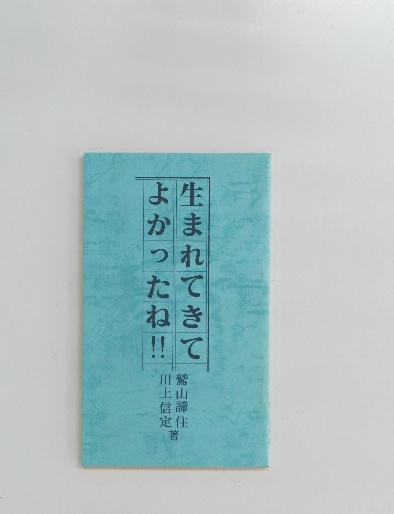 生まれてきて
よかったね!!
鷲山諦住
川上信定
著